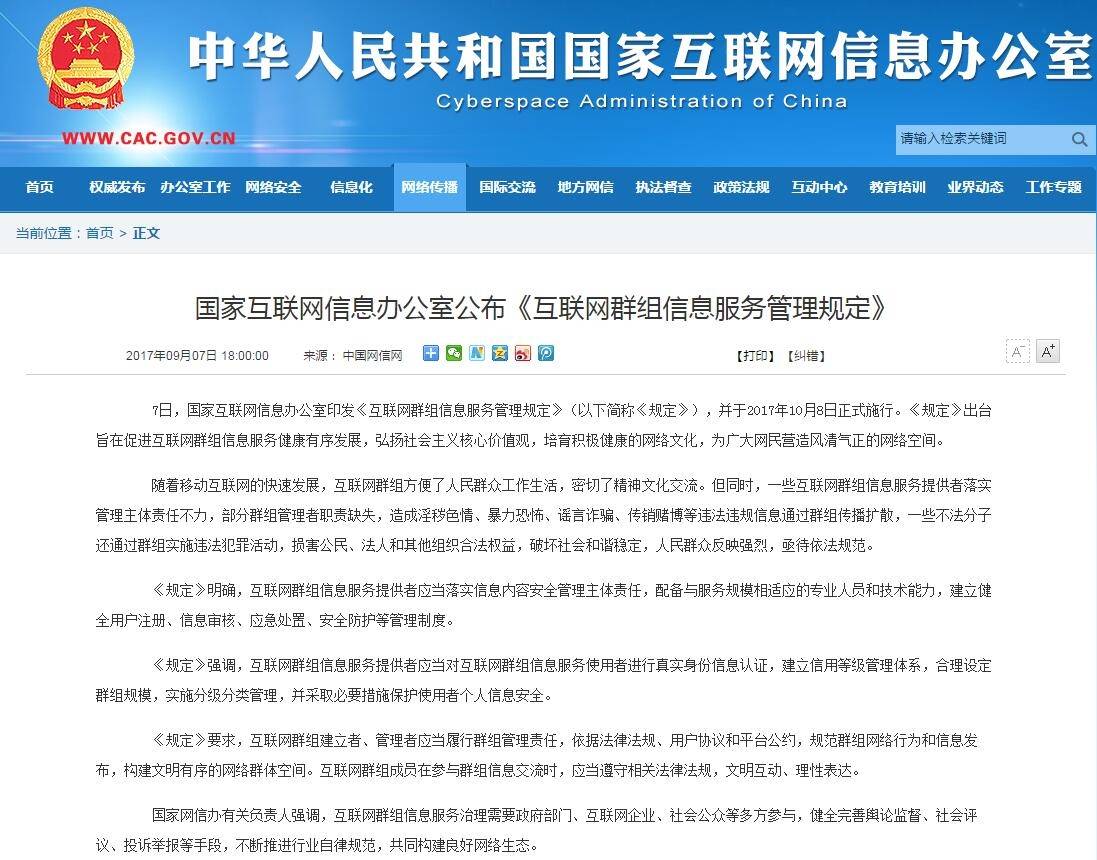 中华人民共和国国家互联网信息办公室
Cyberspace Administration of China
WWW.CAC.GOV.CN
请输入检索关键词
首页 权威发布 办公室工作 网络安全 信息化 网络传播 国际交流 地方网信 执法督查 政策法规 互动中心 教育培训 业界动态 工作专题
当前位置：首页 > 正文
国家互联网信息办公室公布《互联网群组信息服务管理规定》
2017年09月07日 18:00:00 来源： 中国网信网 【打印】【纠错】 A- A+
7日，国家互联网信息办公室印发《互联网群组信息服务管理规定》（以下简称《规定》），并于2017年10月8日正式施行。《规定》出台
旨在促进互联网群组信息服务健康有序发展，弘扬社会主义核心价值观，培育积极健康的网络文化，为广大网民营造风清气正的网络空间。
随着移动互联网的快速发展，互联网群组方便了人民群众工作生活，密切了精神文化交流。但同时，一些互联网群组信息服务提供者落实
管理主体责任不力，部分群组管理者职责缺失，造成淫秽色情、暴力恐怖、谣言诈骗、传销赌博等违法违规信息通过群组传播扩散，一些不法分子
还通过群组实施违法犯罪活动，损害公民、法人和其他组织合法权益，破坏社会和谐稳定，人民群众反映强烈，亟待依法规范。
《规定》明确，互联网群组信息服务提供者应当落实信息内容安全管理主体责任，配备与服务规模相适应的专业人员和技术能力，建立健
全用户注册、信息审核、应急处置、安全防护等管理制度。
《规定》强调，互联网群组信息服务提供者应当对互联网群组信息服务使用者进行真实身份信息认证，建立信用等级管理体系，合理设定
群组规模，实施分级分类管理，并采取必要措施保护使用者个人信息安全。
《规定》要求，互联网群组建立者、管理者应当履行群组管理责任，依据法律法规、用户协议和平台公约，规范群组网络行为和信息发
布，构建文明有序的网络群体空间。互联网群组成员在参与群组信息交流时，应当遵守相关法律法规，文明互动、理性表达。
国家网信办有关负责人强调，互联网群组信息服务治理需要政府部门、互联网企业、社会公众等多方参与，健全完善舆论监督、社会评
议、投诉举报等手段，不断推进行业自律规范，共同构建良好网络生态。